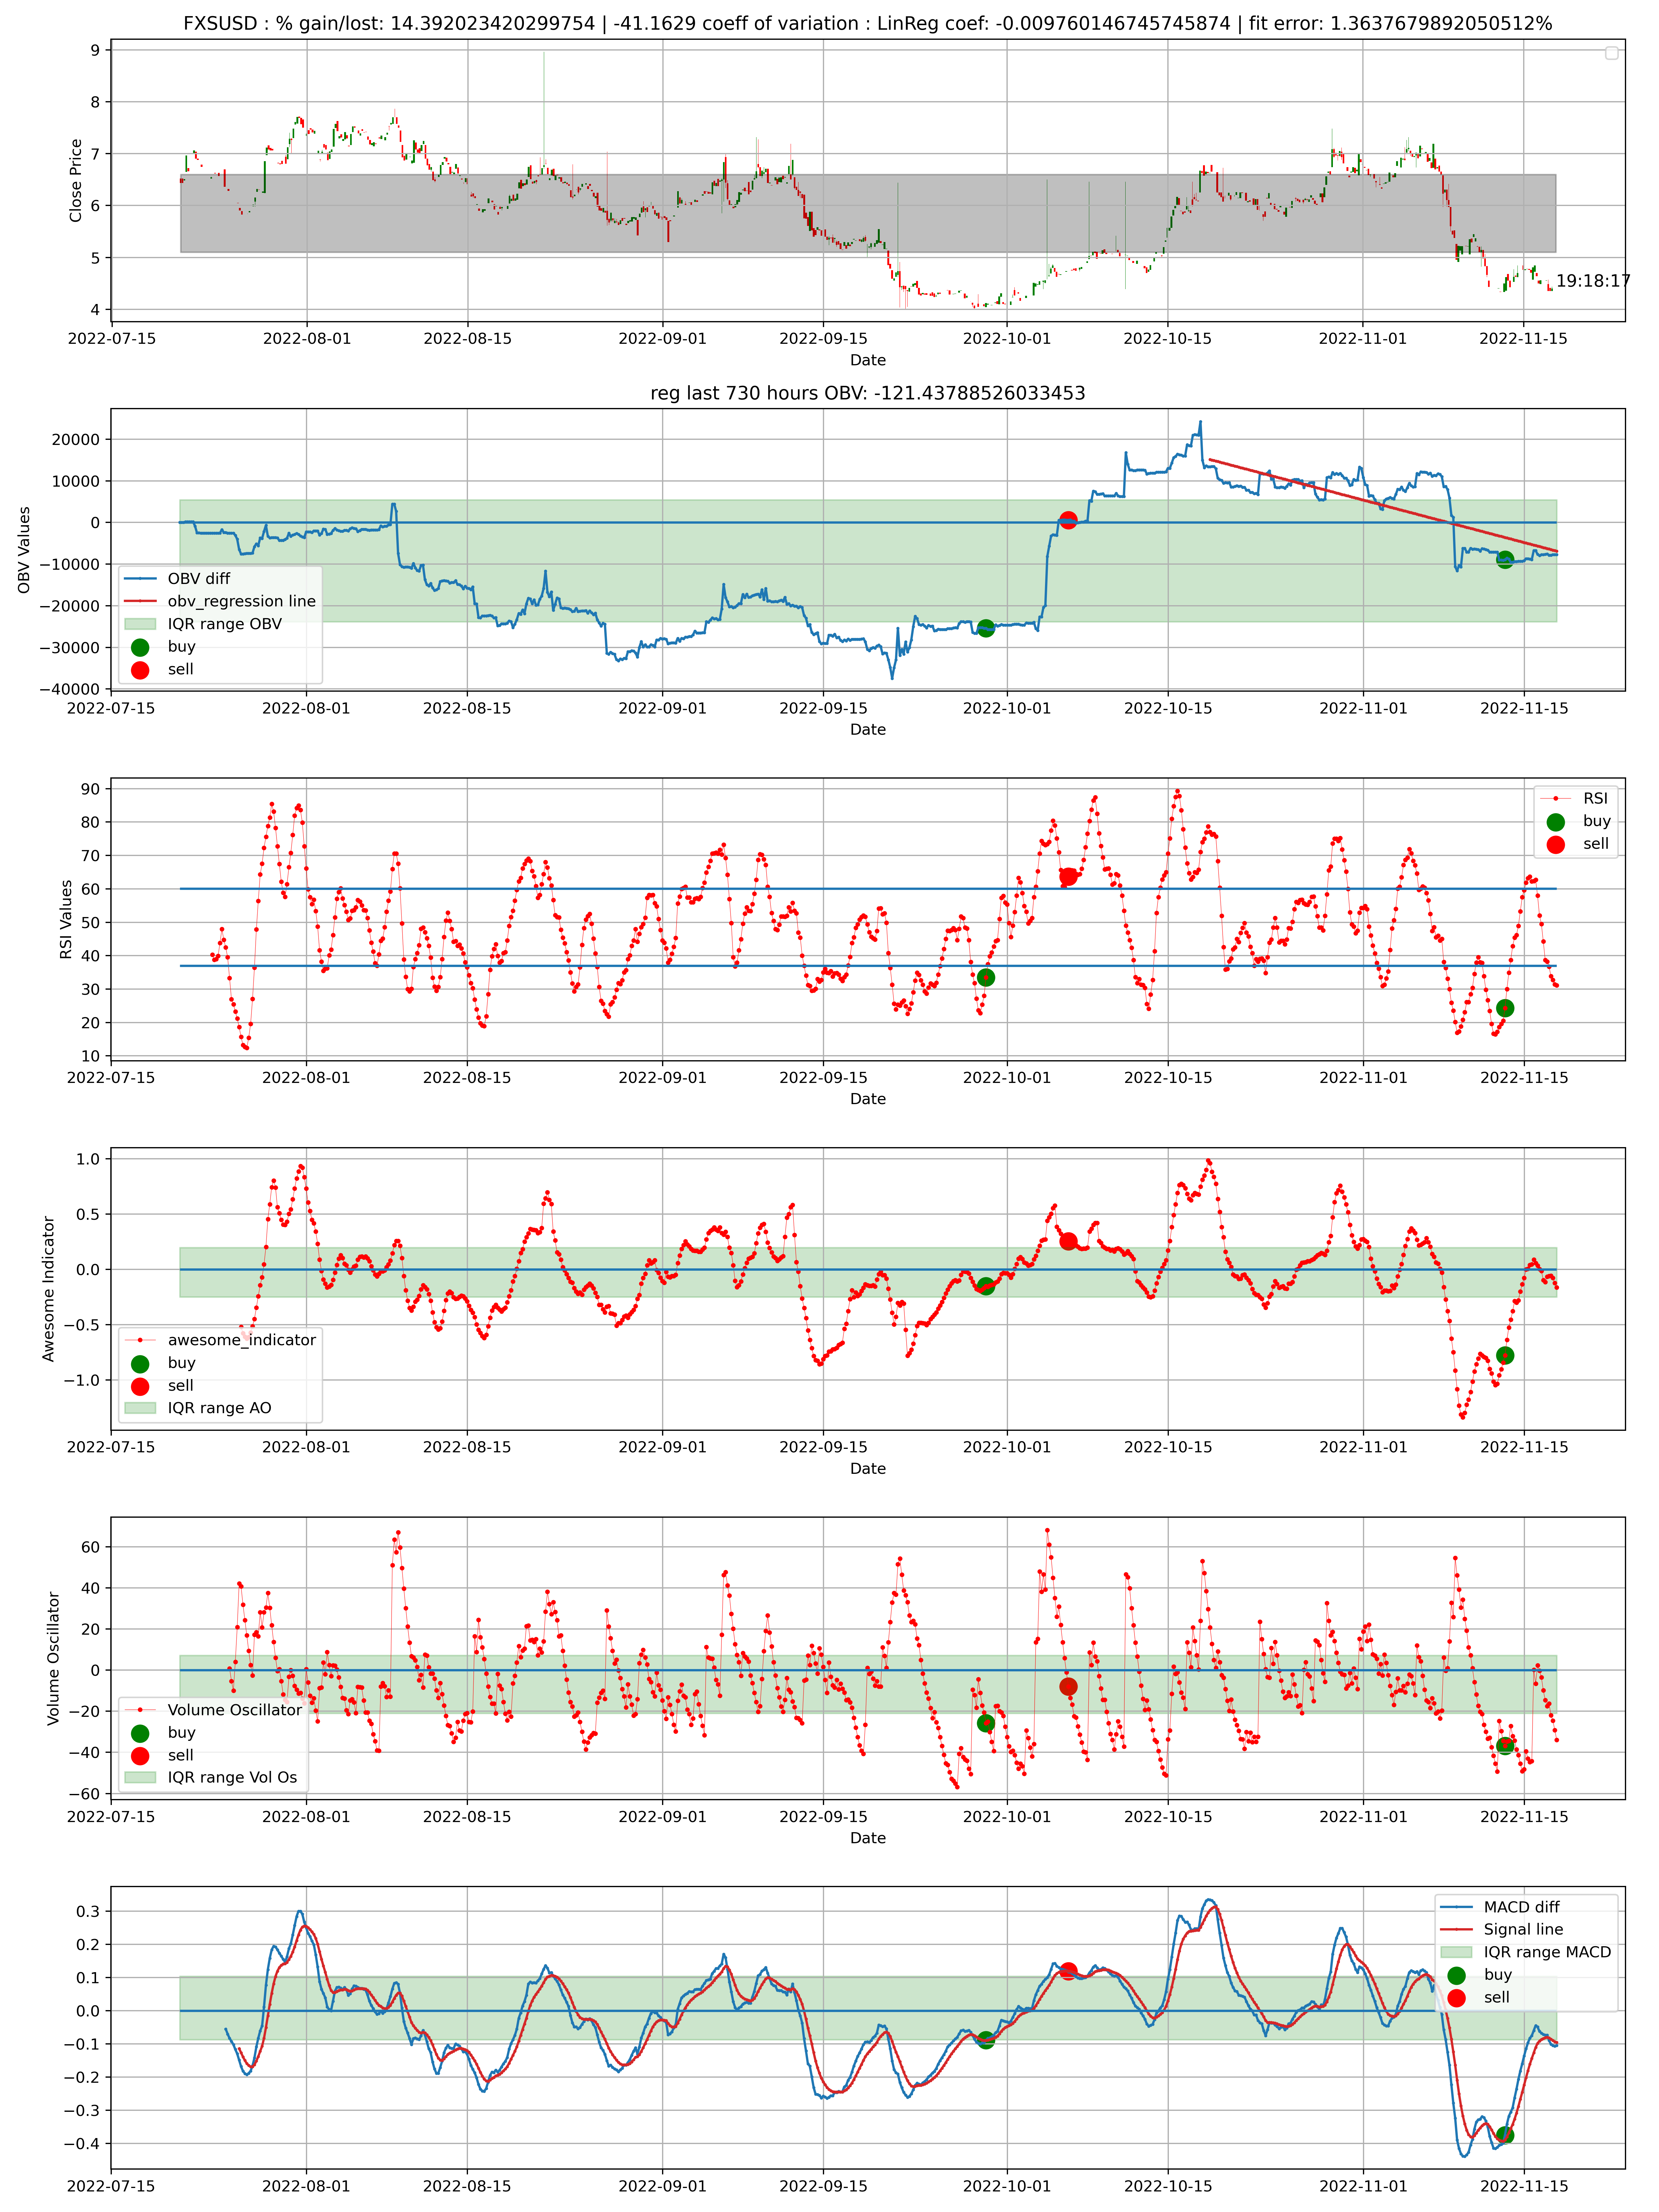 FXSUSD : % gain/lost: 14.392023420299754 | -41.1629 coeff of variation : LinReg coef: -0.009760146745745874 | fit error: 1.3637679892050512%
9
8
7
6
5
4
Close Price
19:18:17
2022-07-15 2022-08-01 2022-08-15 2022-09-01 2022-09-15 2022-10-01 2022-10-15 2022-11-01 2022-11-15
Date
reg last 730 hours OBV: -121.43788526033453
20000
10000
0
−10000
−20000
−30000
−40000
OBV Values
OBV diff
obv_regression line
IQR range OBV
buy
sell
2022-07-15 2022-08-01 2022-08-15 2022-09-01 2022-09-15 2022-10-01 2022-10-15 2022-11-01 2022-11-15
Date
90
80
70
60
50
40
30
20
10
RSI Values
RSI
buy
sell
2022-07-15 2022-08-01 2022-08-15 2022-09-01 2022-09-15 2022-10-01 2022-10-15 2022-11-01 2022-11-15
Date
1.0
0.5
0.0
−0.5
−1.0
Awesome Indicator
awesome_indicator
buy
sell
IQR range AO
2022-07-15 2022-08-01 2022-08-15 2022-09-01 2022-09-15 2022-10-01 2022-10-15 2022-11-01 2022-11-15
Date
60
40
20
0
−20
−40
−60
Volume Oscillator
Volume Oscillator
buy
sell
IQR range Vol Os
2022-07-15 2022-08-01 2022-08-15 2022-09-01 2022-09-15 2022-10-01 2022-10-15 2022-11-01 2022-11-15
Date
0.3
0.2
0.1
0.0
−0.1
−0.2
−0.3
−0.4
MACD diff
Signal line
IQR range MACD
buy
sell
2022-07-15 2022-08-01 2022-08-15 2022-09-01 2022-09-15 2022-10-01 2022-10-15 2022-11-01 2022-11-15